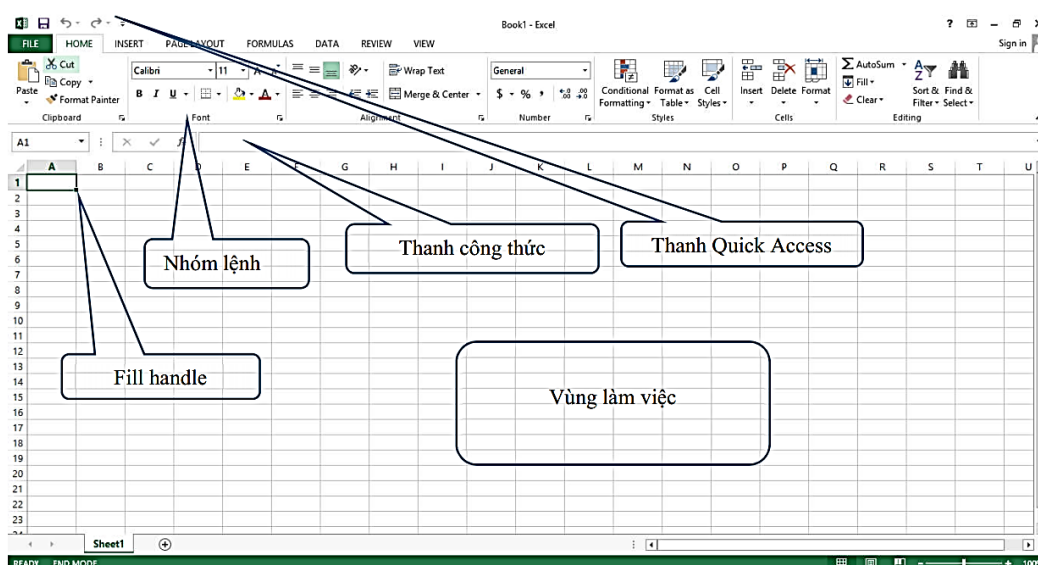 Book1 - Excel
?
Sign in
FILE HOME INSERT PAGE LAYOUT FORMULAS DATA REVIEW VIEW
Paste
Cut
Copy
Format Painter
Clipboard
Calibri 11 A A
B I U A
Font
Wrap Text
Merge & Center
Alignment
General
$ % , .00 .0
Number
Conditional Formatting
Format as Table
Cell Styles
Styles
Insert Delete Format
Cells
AutoSum
Fill
Clear
Sort & Filter
Find & Select
Editing
A1
A B C D E F G H I J K L M N O P Q R S T U
1
2
3
4
5
6
7
8
9
10
11
12
13
14
15
16
17
18
19
20
21
22
23
24
Nhóm lệnh
Thanh công thức
Thanh Quick Access
Fill handle
Vùng làm việc
Sheet1
READY END MODE